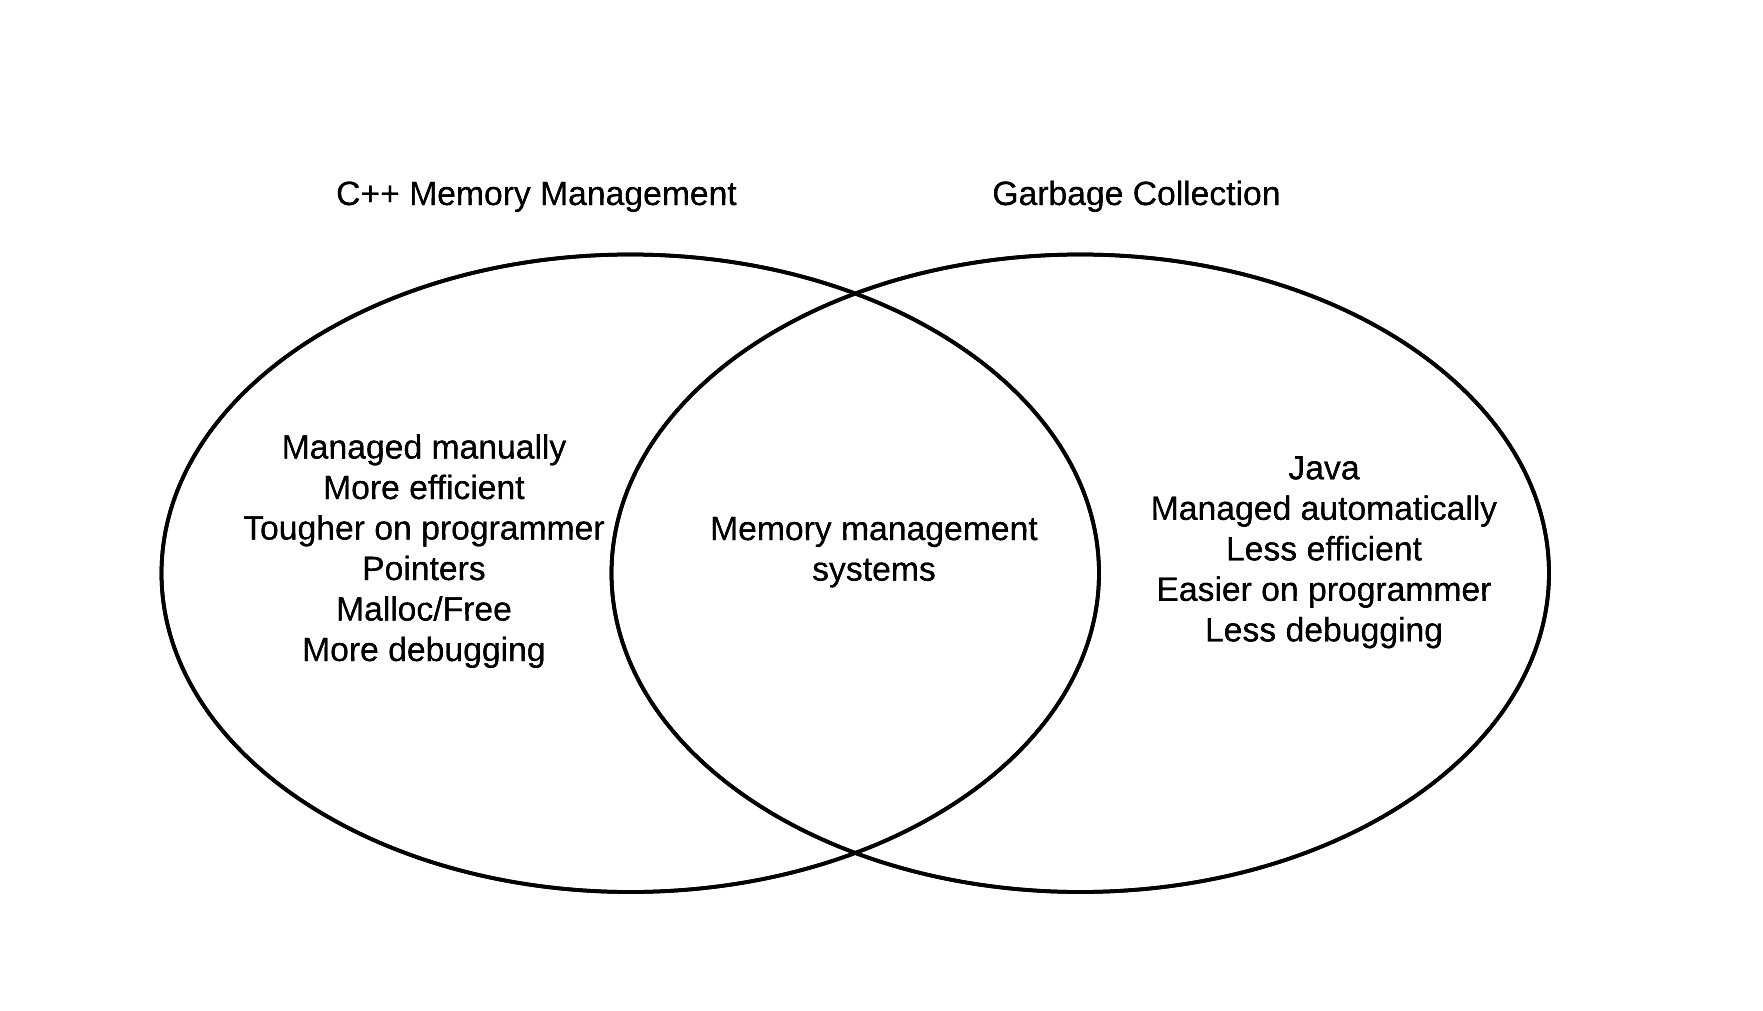 C++ Memory Management
Garbage Collection
Managed manually
More efficient
Tougher on programmer
Pointers
Malloc/Free
More debugging
Memory management
systems
Java
Managed automatically
Less efficient
Easier on programmer
Less debugging